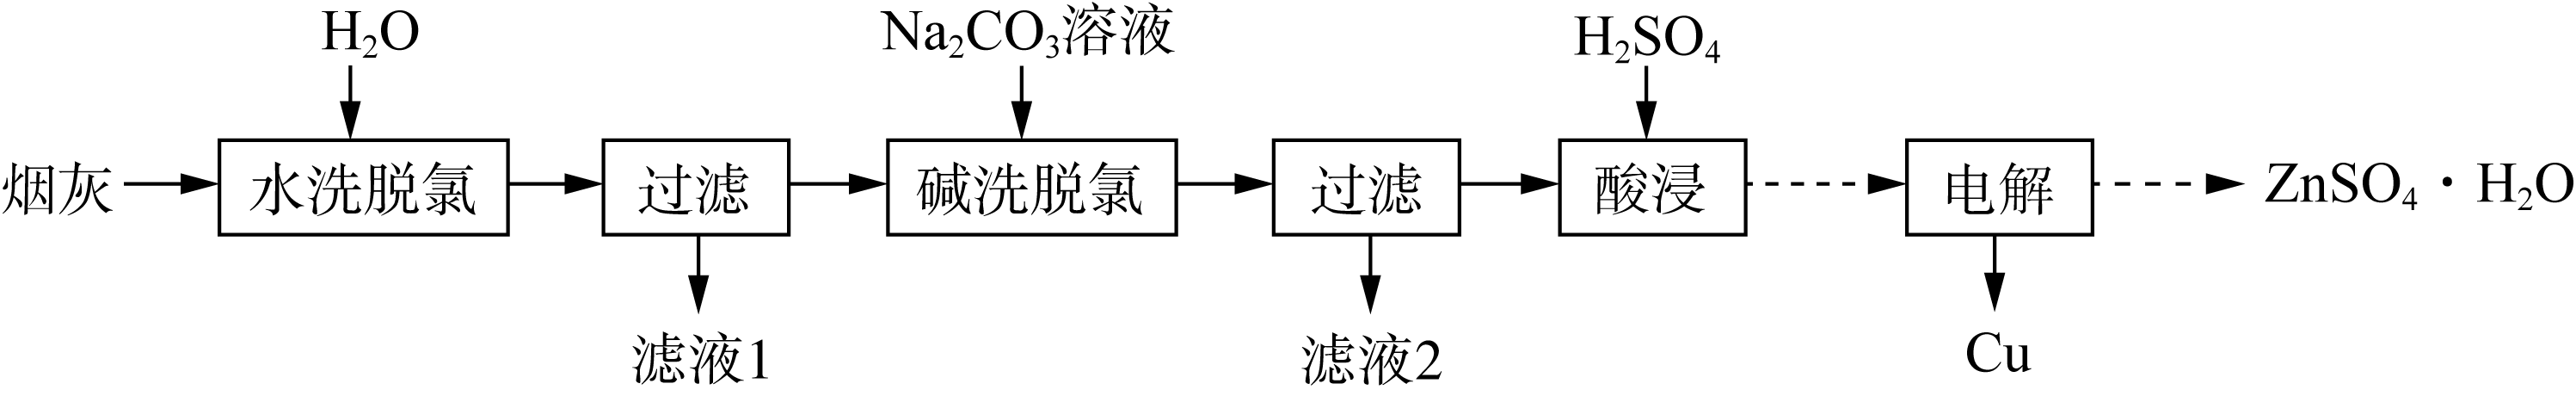 H₂O
Na₂CO₃溶液
H₂SO₄
烟灰
水洗脱氯
过滤
碱洗脱氯
过滤
酸浸
电解
ZnSO₄·H₂O
滤液1
滤液2
Cu